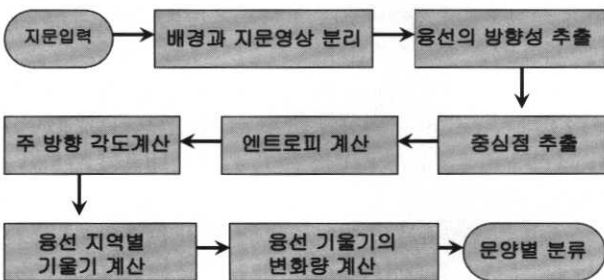 지문입력
배경과 지문영상 분리
융선의 방향성 추출
중심점 추출
엔트로피 계산
주 방향 각도계산
융선 지역별
기울기 계산
융선 기울기의
변화량 계산
문양별 분류